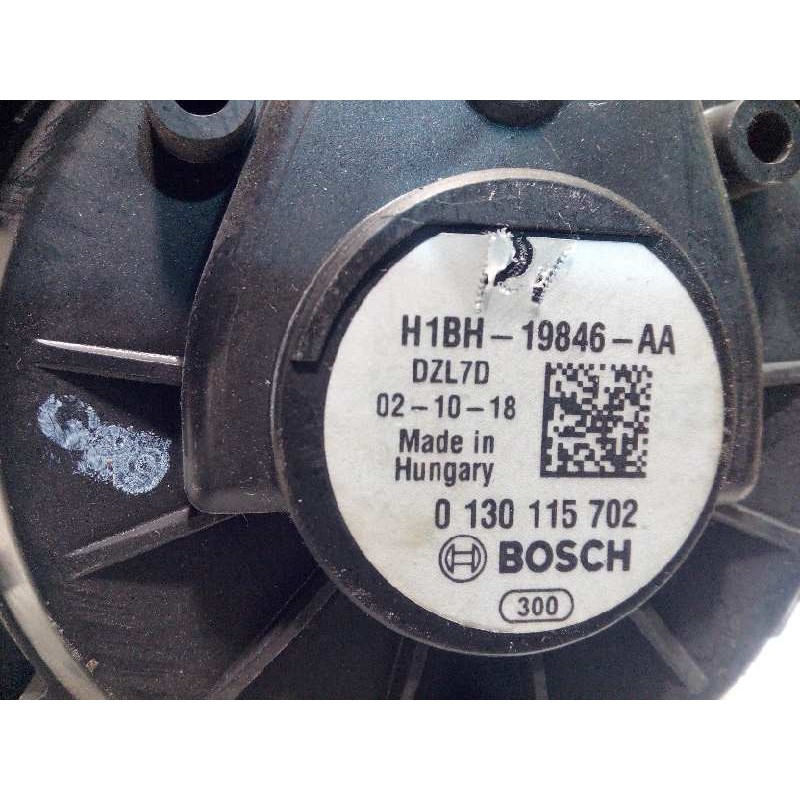 H1BH-19846-AA
DZL7D
02-10-18
Made in
Hungary
0 130 115 702
BOSCH
300